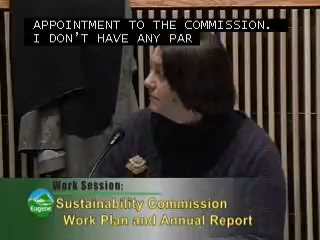 APPOINTMENT TO THE COMMISSION.
I DON'T HAVE ANY PAR
Work Session:
Sustainability Commission
Work Plan and Annual Report
Eugene